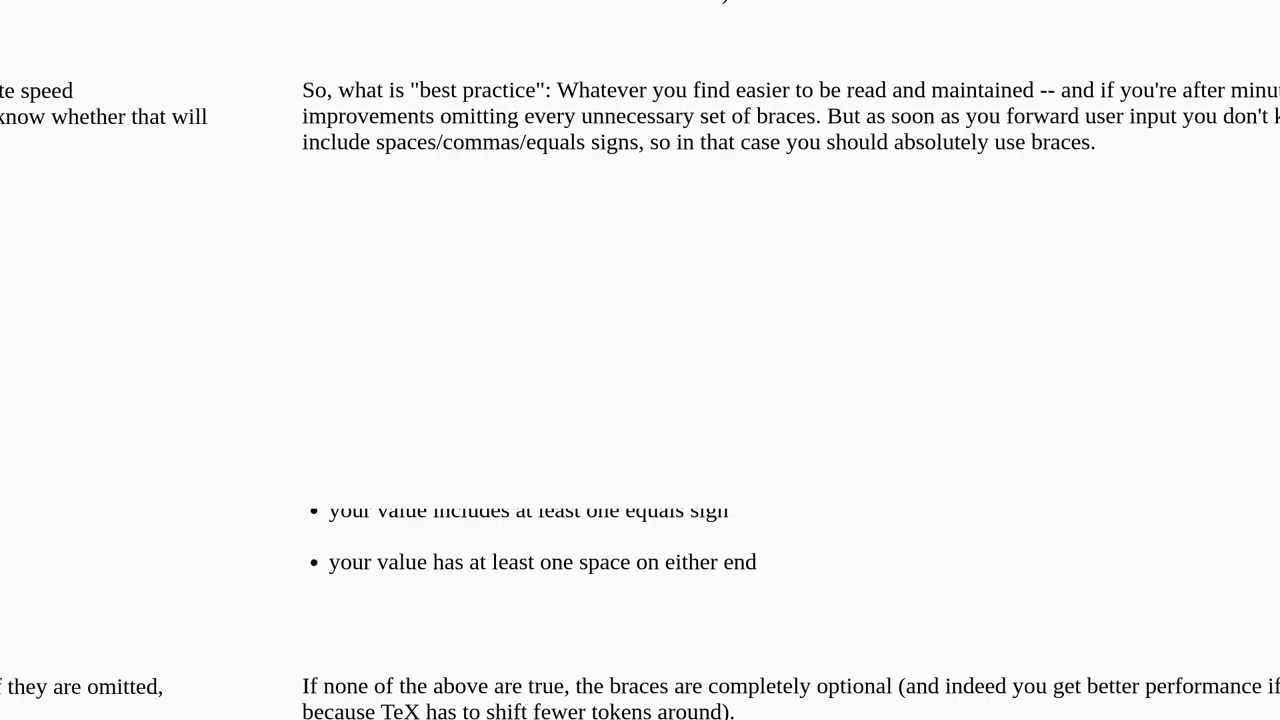 te speed
know whether that will
So, what is "best practice": Whatever you find easier to be read and maintained -- and if you're after
improvements omitting every unnecessary set of braces. But as soon as you forward user input you don't
include spaces/commas/equals signs, so in that case you should absolutely use braces.
• your value includes at least one equals sign
• your value has at least one space on either end
they are omitted,
If none of the above are true, the braces are completely optional (and indeed you get better performance if
because TeX has to shift fewer tokens around).